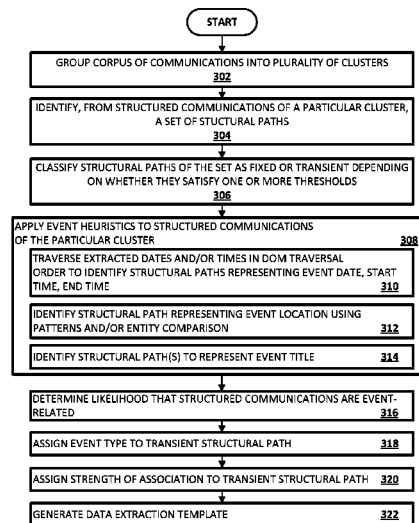 START
GROUP CORPUS OF COMMUNICATIONS INTO PLURALITY OF CLUSTERS
302
IDENTIFY, FROM STRUCTURED COMMUNICATIONS OF A PARTICULAR CLUSTER,
A SET OF STUCTURAL PATHS
304
CLASSIFY STRUCTURAL PATHS OF THE SET AS FIXED OR TRANSIENT DEPENDING
ON WHETHER THEY SATISFY ONE OR MORE THRESHOLDS
306
APPLY EVENT HEURISTICS TO STRUCTURED COMMUNICATIONS
OF THE PARTICULAR CLUSTER 308
TRAVERSE EXTRACTED DATES AND/OR TIMES IN DOM TRAVERSAL
ORDER TO IDENTIFY STRUCTURAL PATHS REPRESENTING EVENT DATE, START
TIME, END TIME 310
IDENTIFY STRUCTURAL PATH REPRESENTING EVENT LOCATION USING
PATTERNS AND/OR ENTITY COMPARISON 312
IDENTIFY STRUCTURAL PATH(S) TO REPRESENT EVENT TITLE 314
DETERMINE LIKELIHOOD THAT STRUCTURED COMMUNICATIONS ARE EVENT-
RELATED 316
ASSIGN EVENT TYPE TO TRANSIENT STRUCTURAL PATH 318
ASSIGN STRENGTH OF ASSOCIATION TO TRANSIENT STRUCTURAL PATH 320
GENERATE DATA EXTRACTION TEMPLATE 322